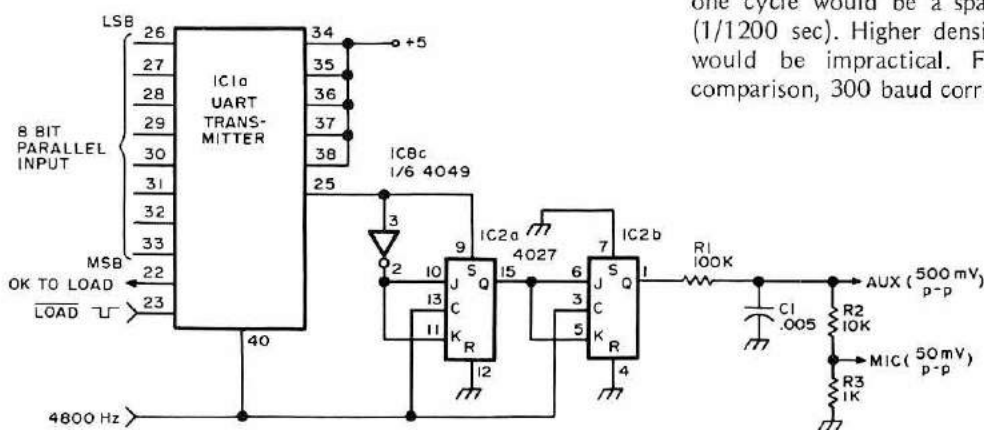 one cycle would be a spa
(1/1200 sec). Higher densi
would be impractical. F
comparison, 300 baud corr
LSB
26
27
28
29
30
31
32
33
MSB
8 BIT
PARALLEL
INPUT
OK TO LOAD
22
LOAD
23
IC1a
UART
TRANS-
MITTER
34
35
36
37
38
25
40
+5
4800 Hz
IC8c
1/6 4049
3
2
IC2a
4027
9
10
13
11
12
15
S
J
Q
C
K
R
IC2b
7
6
3
5
4
1
S
J
Q
C
K
R
R1
100K
C1
.005
AUX (500 mV p-p)
R2
10K
MIC (50 mV p-p)
R3
1K